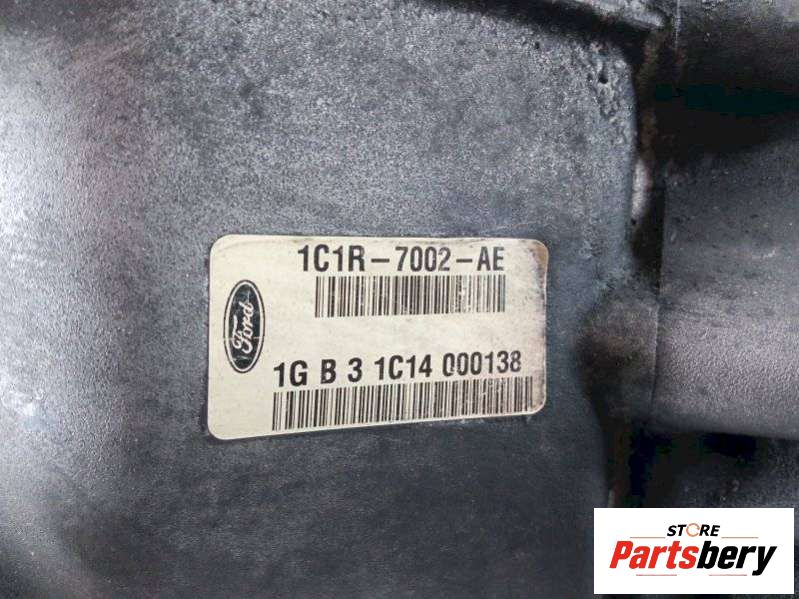 1C1R-7002-AE
Ford
1G B 3 1C14 000138
STORE
Partsbery